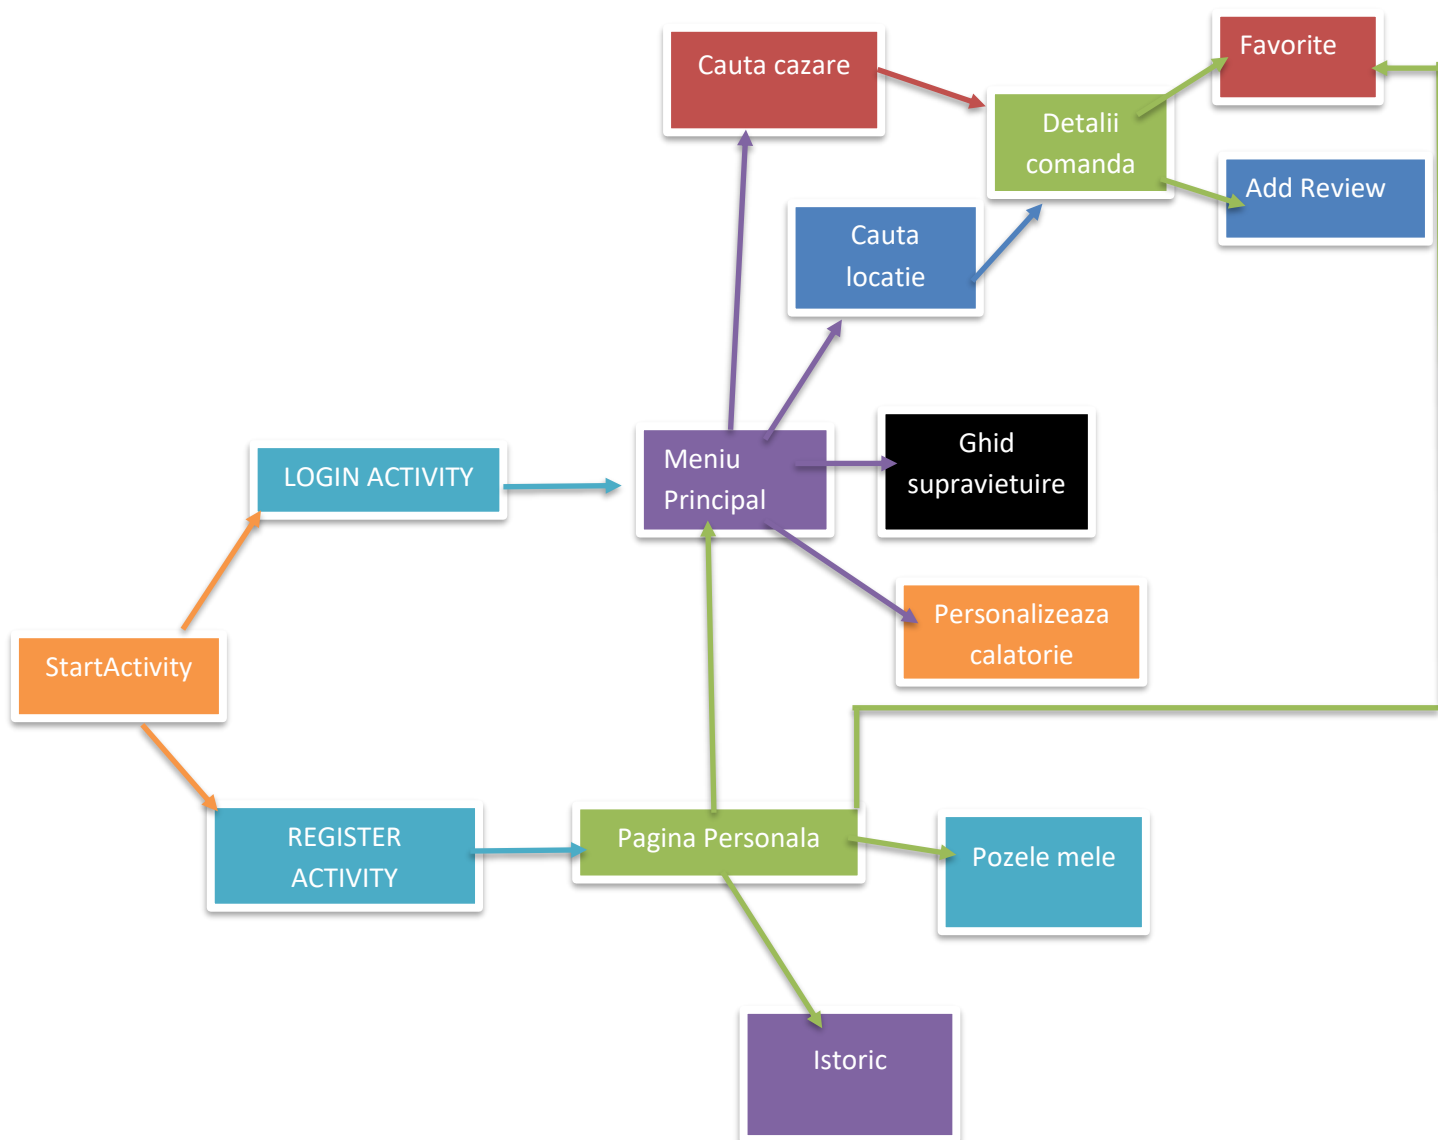 Cauta cazare
Favorite
Detalii
comanda
Add Review
Cauta
locatie
Meniu
Principal
Ghid
supravietuire
LOGIN ACTIVITY
Personalizeaza
calatorie
StartActivity
REGISTER
ACTIVITY
Pagina Personala
Pozele mele
Istoric